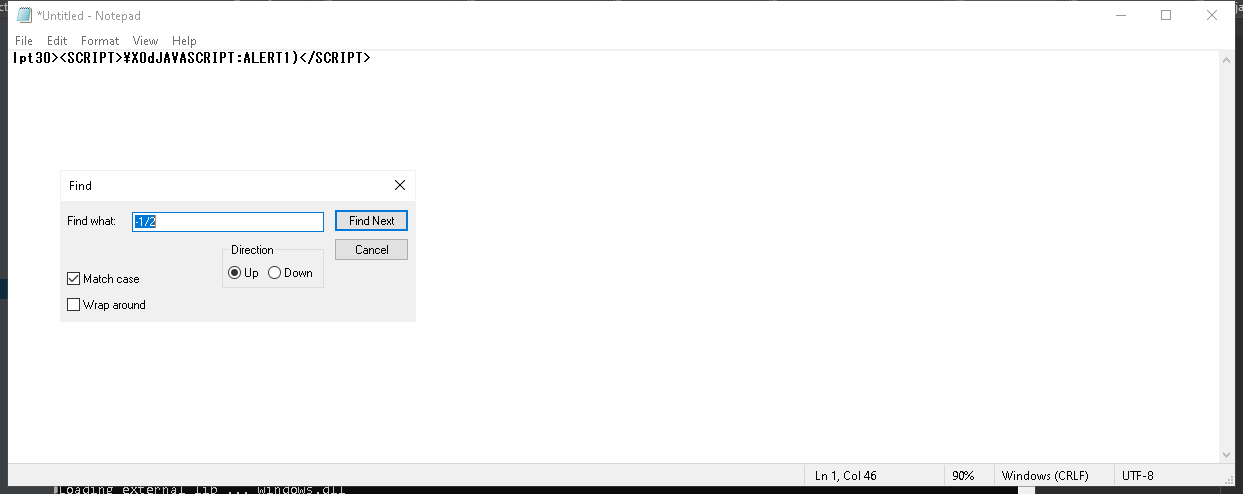 *Untitled - Notepad
File Edit Format View Help
lpt30><SCRIPT>¥X0dJAVASCRIPT:ALERT1)</SCRIPT>
Find
Find what: -1/2 Find Next
Direction Cancel
Up Down
Match case
Wrap around
Ln 1, Col 46 90% Windows (CRLF) UTF-8
Loading external lib ... windows.dll